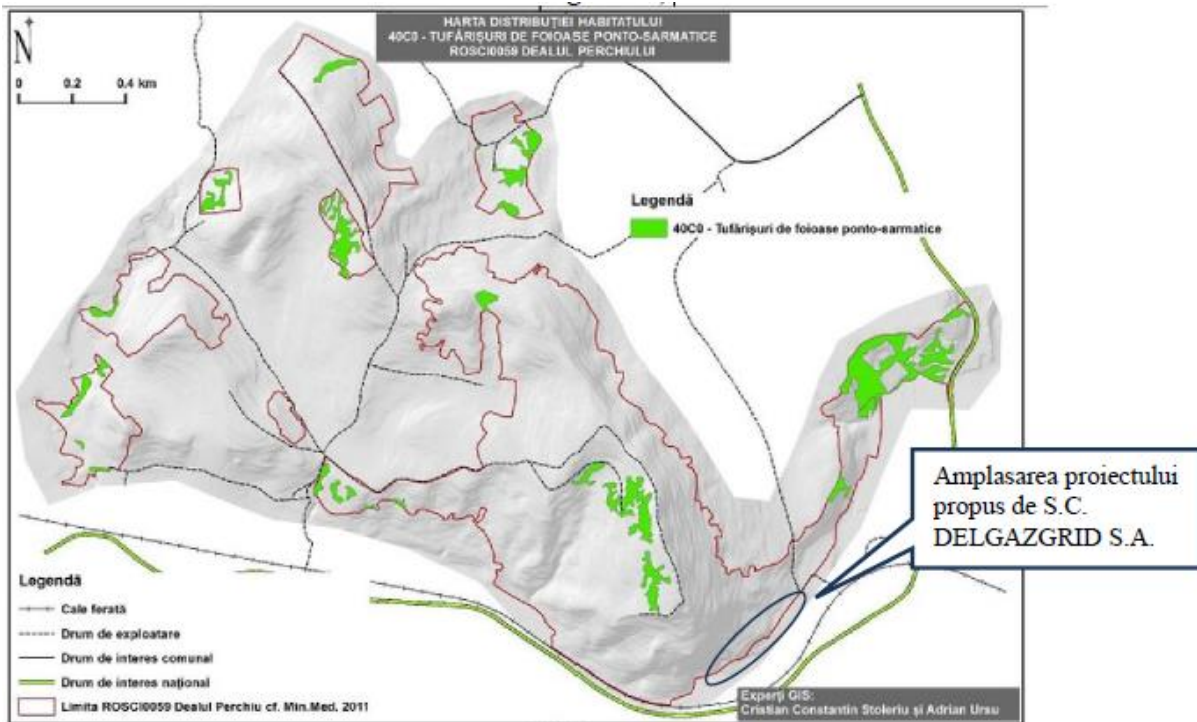 HARTA DISTRIBUȚIEI HABITATULUI
40C0 - TUFĂRIȘURI DE FOIOASE PONTO-SARMATICE
ROSCI0059 DEALUL PERCHIULUI
N
0 0.2 0.4 km
Legendă
40C0 - Tufărișuri de foioase ponto-sarmatice
Amplasarea proiectului
propus de S.C.
DELGAZGRID S.A.
Legendă
Cale ferată
Drum de exploatare
Drum de interes comunal
Drum de interes național
Limita ROSCI0059 Dealul Perchiu cf. Min.Med. 2011
Experți GIS:
Cristian Constantin Stoleriu și Adrian Ursu